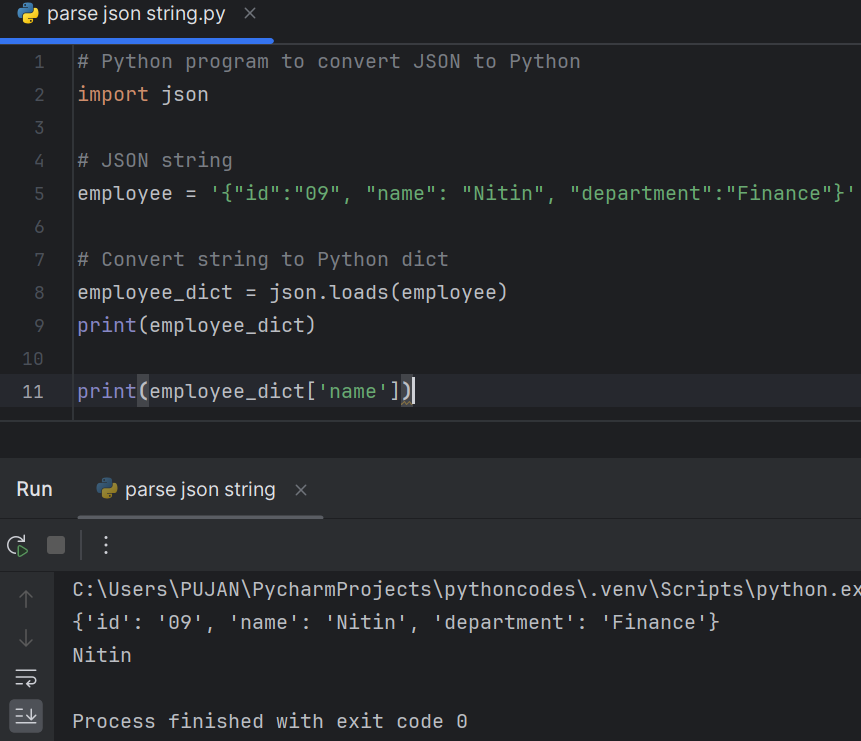 parse json string.py
1 # Python program to convert JSON to Python
2 import json
3
4 # JSON string
5 employee = '{"id":"09", "name": "Nitin", "department":"Finance"}'
6
7 # Convert string to Python dict
8 employee_dict = json.loads(employee)
9 print(employee_dict)
10
11 print(employee_dict['name'])
Run parse json string
C:\Users\PUJAN\PycharmProjects\pythoncodes\.venv\Scripts\python.ex
{'id': '09', 'name': 'Nitin', 'department': 'Finance'}
Nitin
Process finished with exit code 0